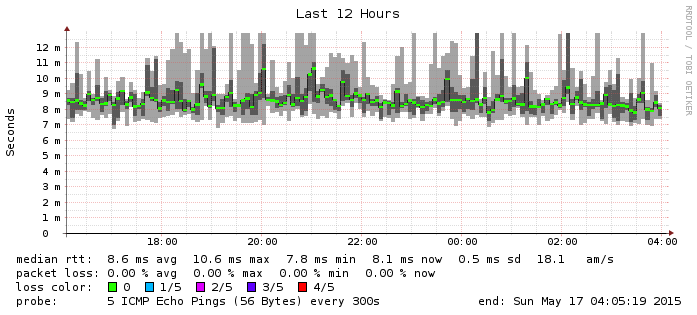 Last 12 Hours
RRDTOOL / TOBI OETIKER
Seconds
12 m
11 m
10 m
9 m
8 m
7 m
6 m
5 m
4 m
3 m
2 m
1 m
0
18:00 20:00 22:00 00:00 02:00 04:00
median rtt: 8.6 ms avg 10.6 ms max 7.8 ms min 8.1 ms now 0.5 ms sd 18.1 am/s
packet loss: 0.00 % avg 0.00 % max 0.00 % min 0.00 % now
loss color: 0 1/5 2/5 3/5 4/5
probe: 5 ICMP Echo Pings (56 Bytes) every 300s end: Sun May 17 04:05:19 2015